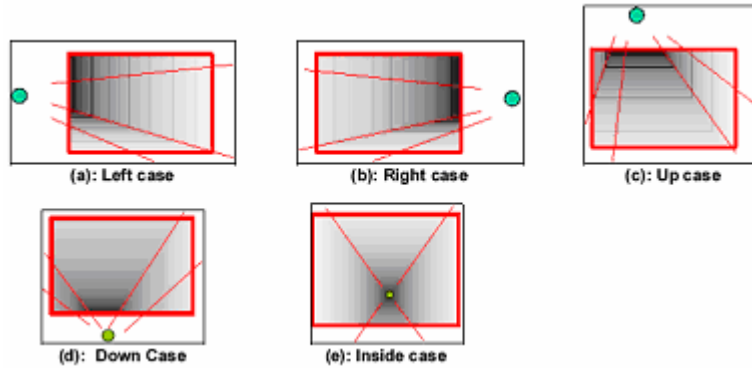 (a): Left case
(b): Right case
(c): Up case
(d): Down Case
(e): Inside case